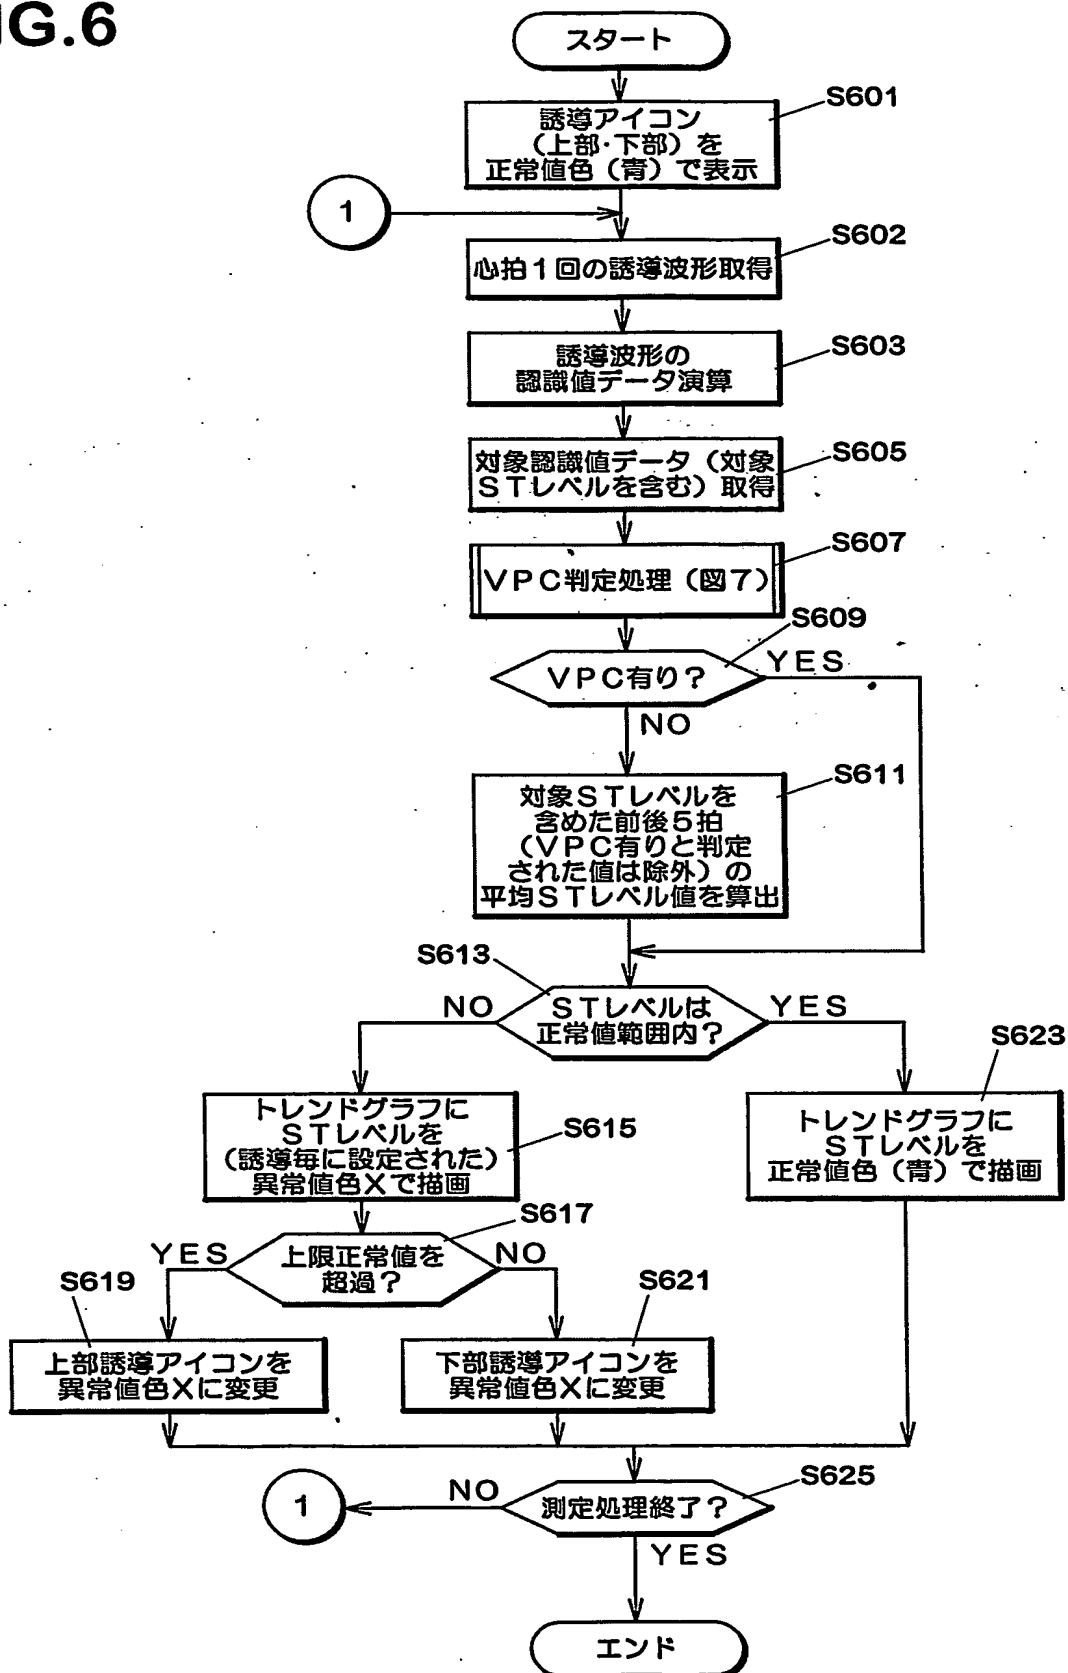 IG.6
スタート
S601
誘導アイコン
(上部・下部)を
正常値色(青)で表示
1
S602
心拍1回の誘導波形取得
S603
誘導波形の
認識値データ演算
S605
対象認識値データ(対象
STレベルを含む)取得
S607
VPC判定処理(図7)
S609
VPC有り?
YES
NO
S611
対象STレベルを
含めた前後5拍
(VPC有りと判定
された値は除外)の
平均STレベル値を算出
S613
NO
STレベルは
正常値範囲内?
YES
S623
トレンドグラフに
STレベルを
(誘導毎に設定された)
異常値色Xで描画
S615
トレンドグラフに
STレベルを
正常値色(青)で描画
S617
YES
上限正常値を
超過?
NO
S619
S621
上部誘導アイコンを
異常値色Xに変更
下部誘導アイコンを
異常値色Xに変更
S625
1
NO
測定処理終了?
YES
エンド